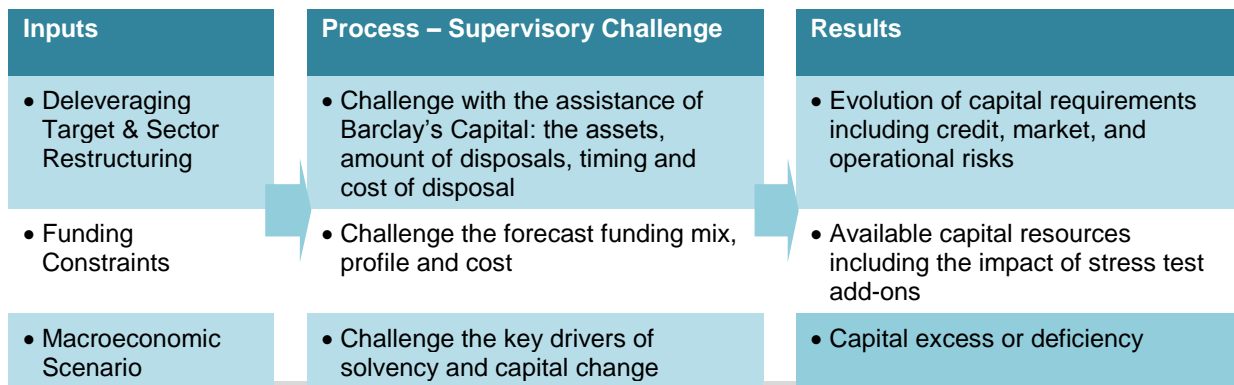 Inputs
• Deleveraging
Target & Sector
Restructuring
• Funding
Constraints
• Macroeconomic
Scenario
Process – Supervisory Challenge
• Challenge with the assistance of
Barclay's Capital: the assets,
amount of disposals, timing and
cost of disposal
• Challenge the forecast funding mix,
profile and cost
• Challenge the key drivers of
solvency and capital change
Results
• Evolution of capital requirements
including credit, market, and
operational risks
• Available capital resources
including the impact of stress test
add-ons
• Capital excess or deficiency